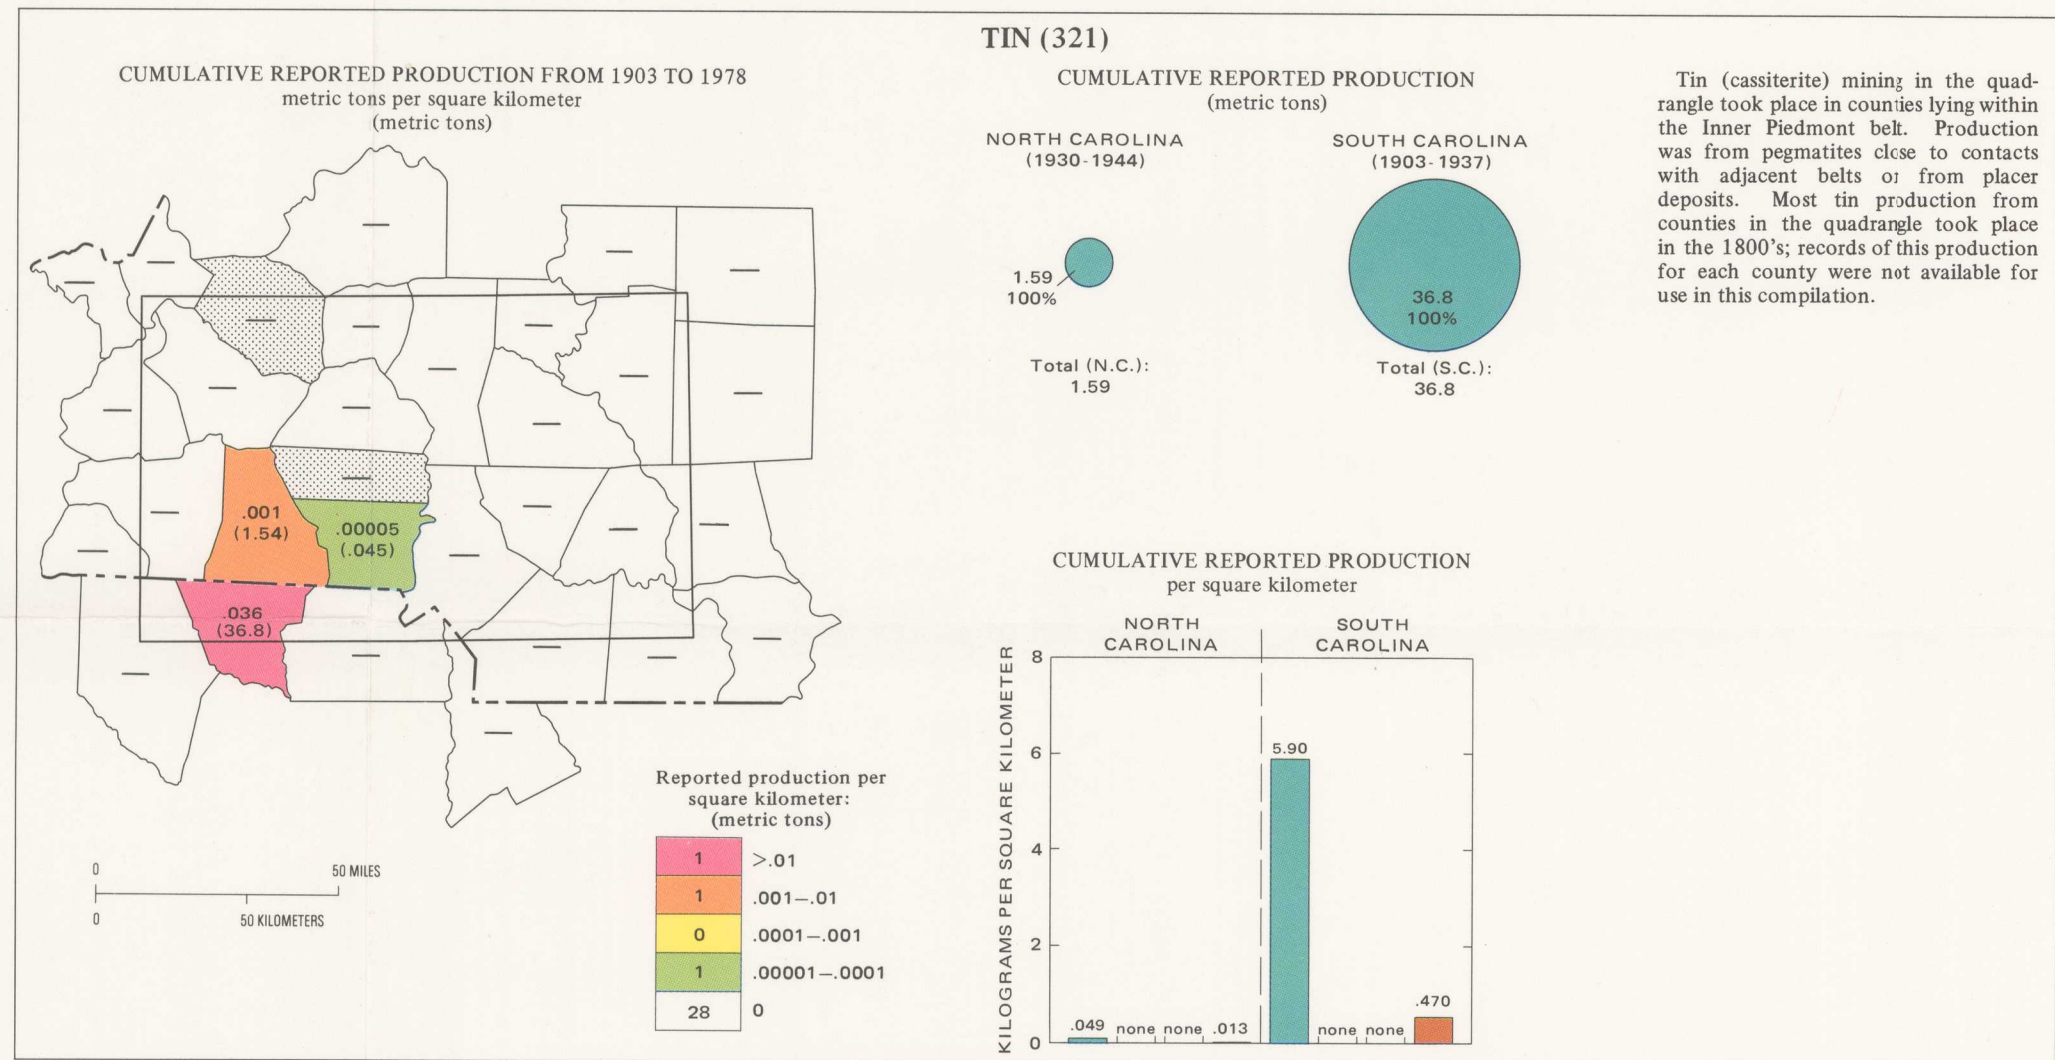 TIN (321)
CUMULATIVE REPORTED PRODUCTION FROM 1903 TO 1978
metric tons per square kilometer
(metric tons)
.001
(1.54)
.00005
(.045)
.036
(36.8)
Reported production per
square kilometer:
(metric tons)
1 >.01
1 .001—.01
0 .0001—.001
1 .00001—.0001
28 0
0 50 MILES
0 50 KILOMETERS
CUMULATIVE REPORTED PRODUCTION
(metric tons)
NORTH CAROLINA
(1930-1944)
1.59
100%
Total (N.C.):
1.59
SOUTH CAROLINA
(1903-1937)
36.8
100%
Total (S.C.):
36.8
CUMULATIVE REPORTED PRODUCTION
per square kilometer
NORTH
CAROLINA
SOUTH
CAROLINA
KILOGRAMS PER SQUARE KILOMETER
8
6
4
2
0
.049 none none .013
5.90
none none
.470
Tin (cassiterite) mining in the quad-
rangle took place in counties lying within
the Inner Piedmont belt. Production
was from pegmatites close to contacts
with adjacent belts or from placer
deposits. Most tin production from
counties in the quadrangle took place
in the 1800's; records of this production
for each county were not available for
use in this compilation.